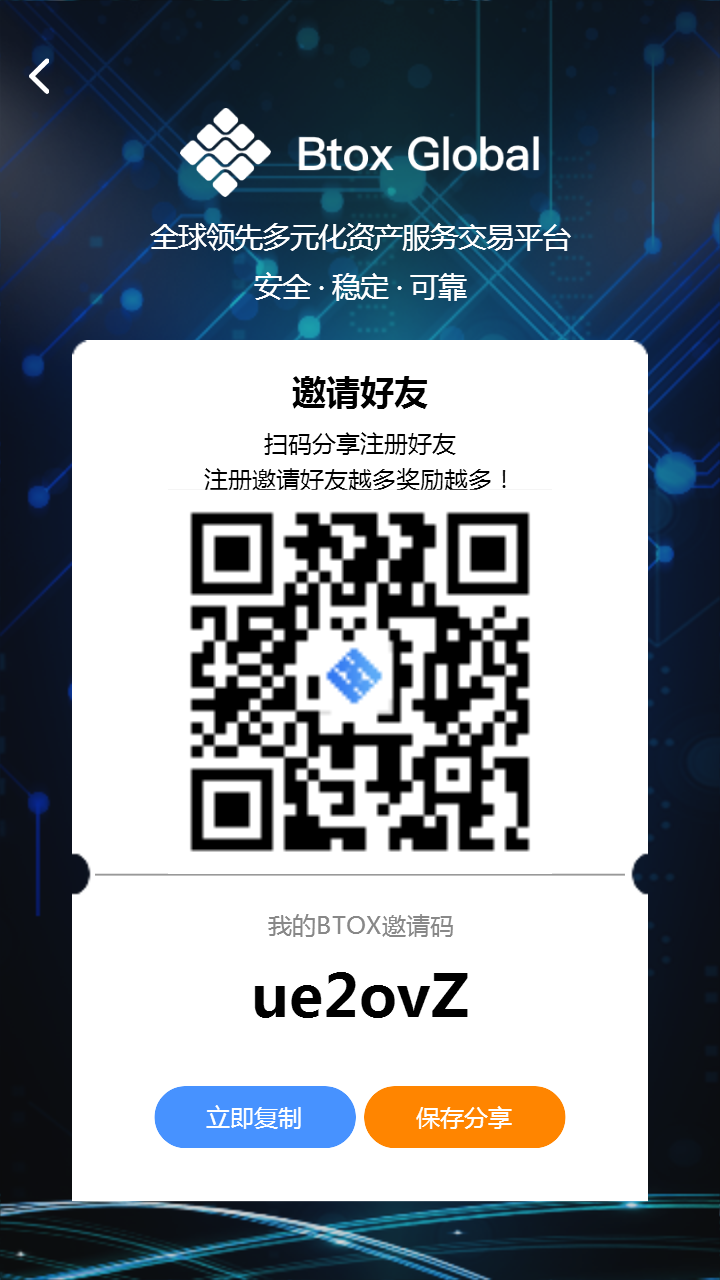 Btox Global
全球领先多元化资产服务交易平台
安全 · 稳定 · 可靠
邀请好友
扫码分享注册好友
注册邀请好友越多奖励越多！
我的BTOX邀请码
ue2ovZ
立即复制 保存分享